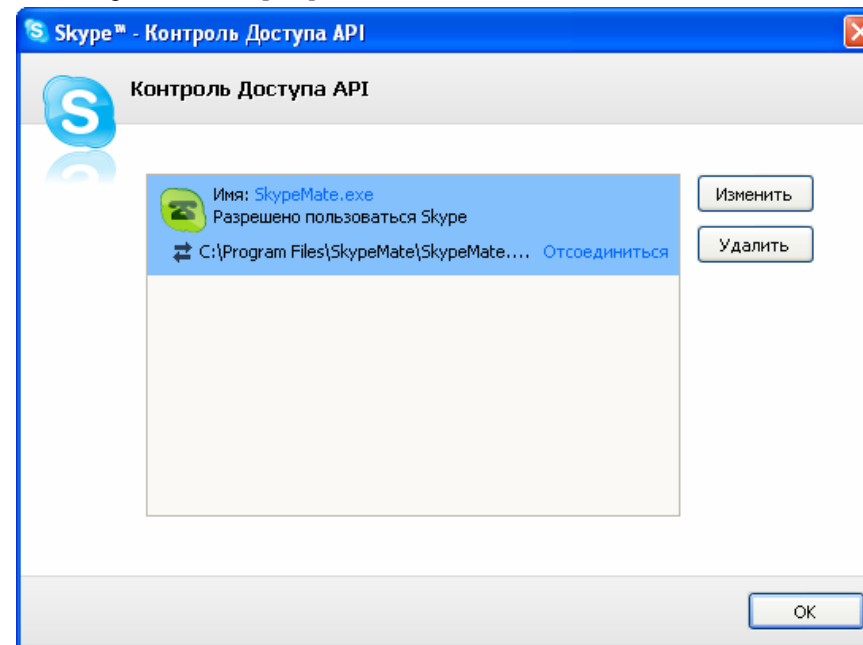 Skype™ - Контроль Доступа API
Контроль Доступа API
Имя: SkypeMate.exe
Разрешено пользоваться Skype
C:\Program Files\SkypeMate\SkypeMate.... Отсоединиться
Изменить
Удалить
OK